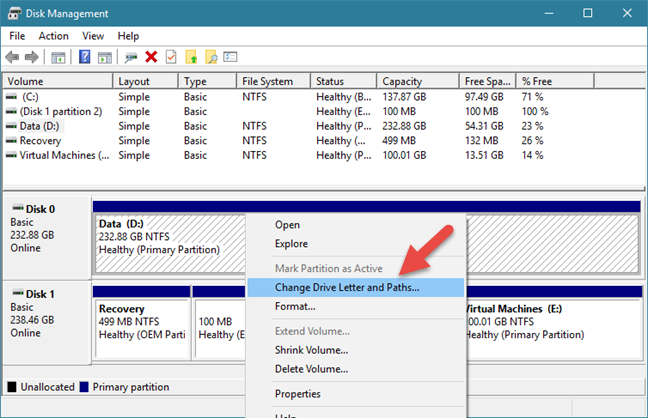 Disk Management
File Action View Help
Volume Layout Type File System Status Capacity Free Spa... % Free
(C:) Simple Basic NTFS Healthy (B... 137.87 GB 97.49 GB 71 %
(Disk 1 partition 2) Simple Basic Healthy (E... 100 MB 100 MB 100 %
Data (D:) Simple Basic NTFS Healthy (P... 232.88 GB 54.31 GB 23 %
Recovery Simple Basic NTFS Healthy (... 499 MB 132 MB 26 %
Virtual Machines (... Simple Basic NTFS Healthy (P... 100.01 GB 13.51 GB 14 %
Disk 0
Basic
232.88 GB
Online
Data (D:)
232.88 GB NTFS
Healthy (Primary Partition)
Open
Explore
Mark Partition as Active
Change Drive Letter and Paths...
Format...
Extend Volume...
Shrink Volume...
Delete Volume...
Properties
Disk 1
Basic
238.46 GB
Online
Recovery
499 MB NTFS
Healthy (OEM Parti
100 MB
Healthy (E
Virtual Machines (E:)
100.01 GB NTFS
Healthy (Primary Partition)
Unallocated Primary partition